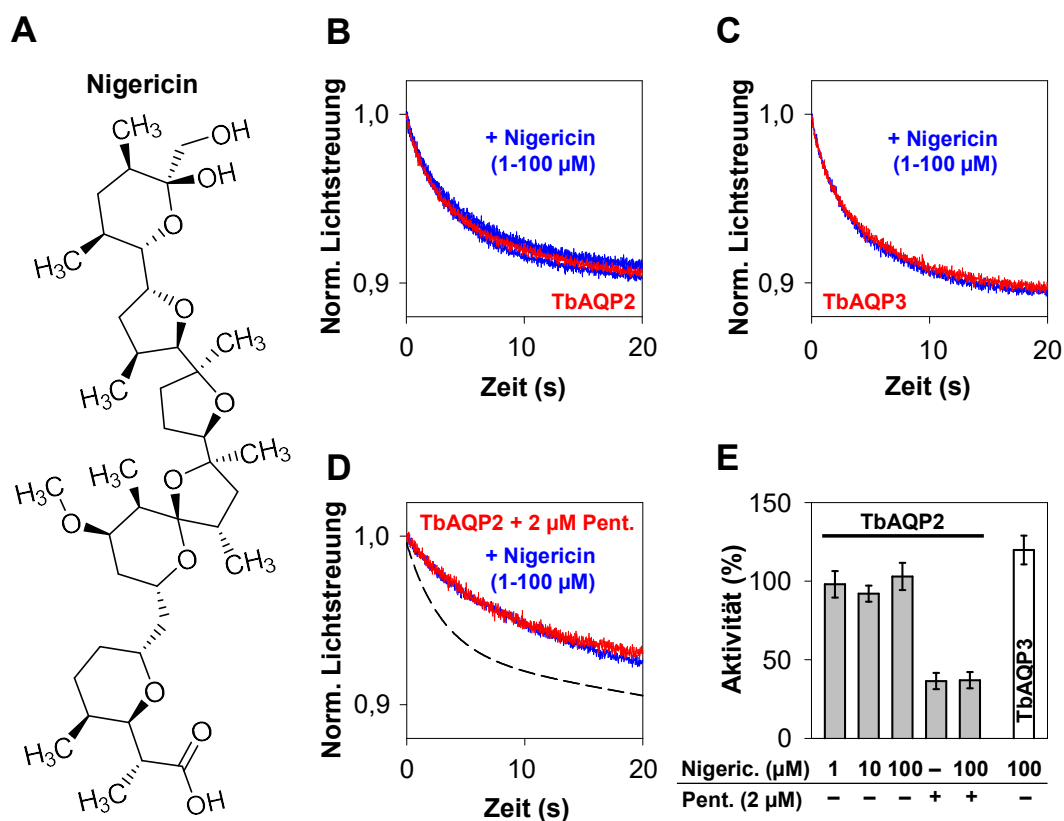 A
Nigericin
CH₃
OH
OH
O
H₃C
O
H₃C
CH₃
O
CH₃
H₃C
O
H₃C
O
O
CH₃
O
H₃C
O
H₃C
OH
B
Norm. Lichtstreuung
1,0
0,9
+ Nigericin
(1-100 µM)
TbAQP2
0 10 20
Zeit (s)
C
Norm. Lichtstreuung
1,0
0,9
+ Nigericin
(1-100 µM)
TbAQP3
0 10 20
Zeit (s)
D
Norm. Lichtstreuung
1,0
0,9
TbAQP2 + 2 µM Pent.
+ Nigericin
(1-100 µM)
0 10 20
Zeit (s)
E
Aktivität (%)
150
100
50
0
TbAQP2
TbAQP3
Nigeric. (µM) 1 10 100 – 100 100
Pent. (2 µM) – – – + + –